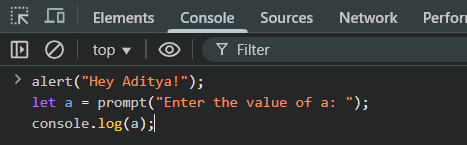 Elements Console Sources Network Perfor
top Filter
alert("Hey Aditya!");
let a = prompt("Enter the value of a: ");
console.log(a);